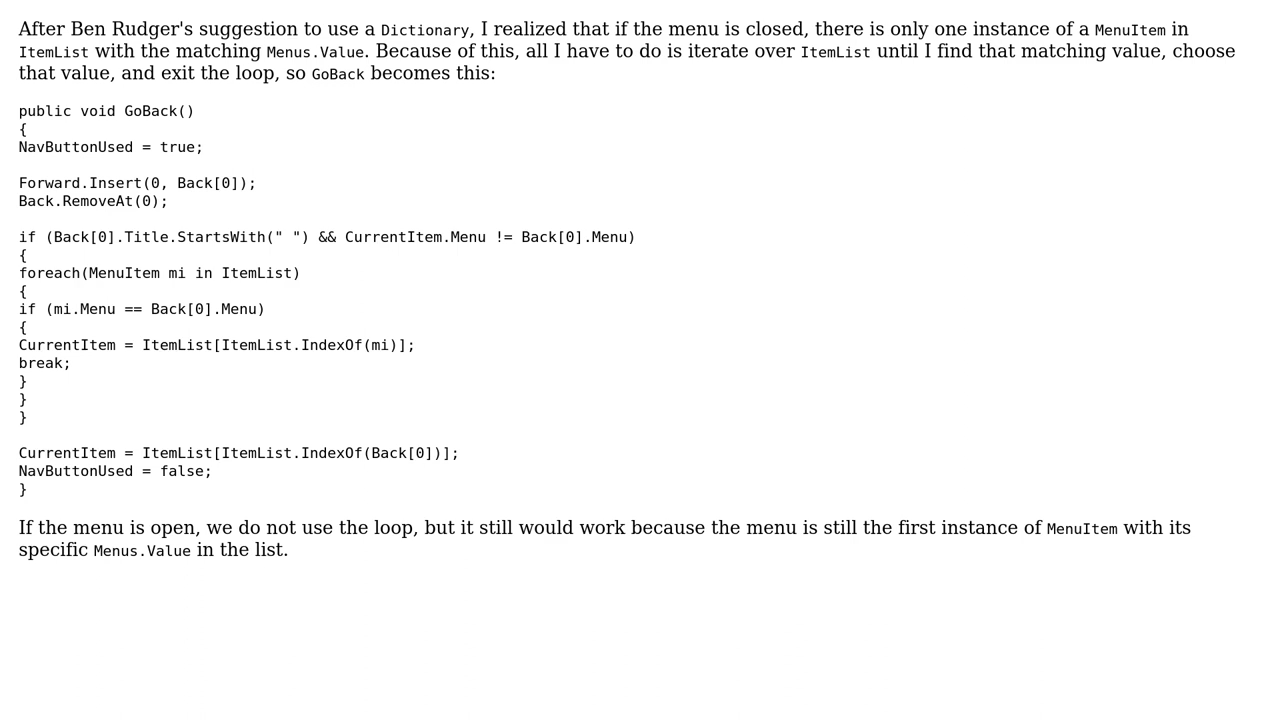 After Ben Rudger's suggestion to use a Dictionary, I realized that if the menu is closed, there is only one instance of a MenuItem in
ItemList with the matching Menus.Value. Because of this, all I have to do is iterate over ItemList until I find that matching value, choose
that value, and exit the loop, so GoBack becomes this:
public void GoBack()
{
NavButtonUsed = true;
Forward.Insert(0, Back[0]);
Back.RemoveAt(0);
if (Back[0].Title.StartsWith(" ") && CurrentItem.Menu != Back[0].Menu)
{
foreach(MenuItem mi in ItemList)
{
if (mi.Menu == Back[0].Menu)
{
CurrentItem = ItemList[ItemList.IndexOf(mi)];
break;
}
}
}
CurrentItem = ItemList[ItemList.IndexOf(Back[0])];
NavButtonUsed = false;
}
If the menu is open, we do not use the loop, but it still would work because the menu is still the first instance of MenuItem with its
specific Menus.Value in the list.